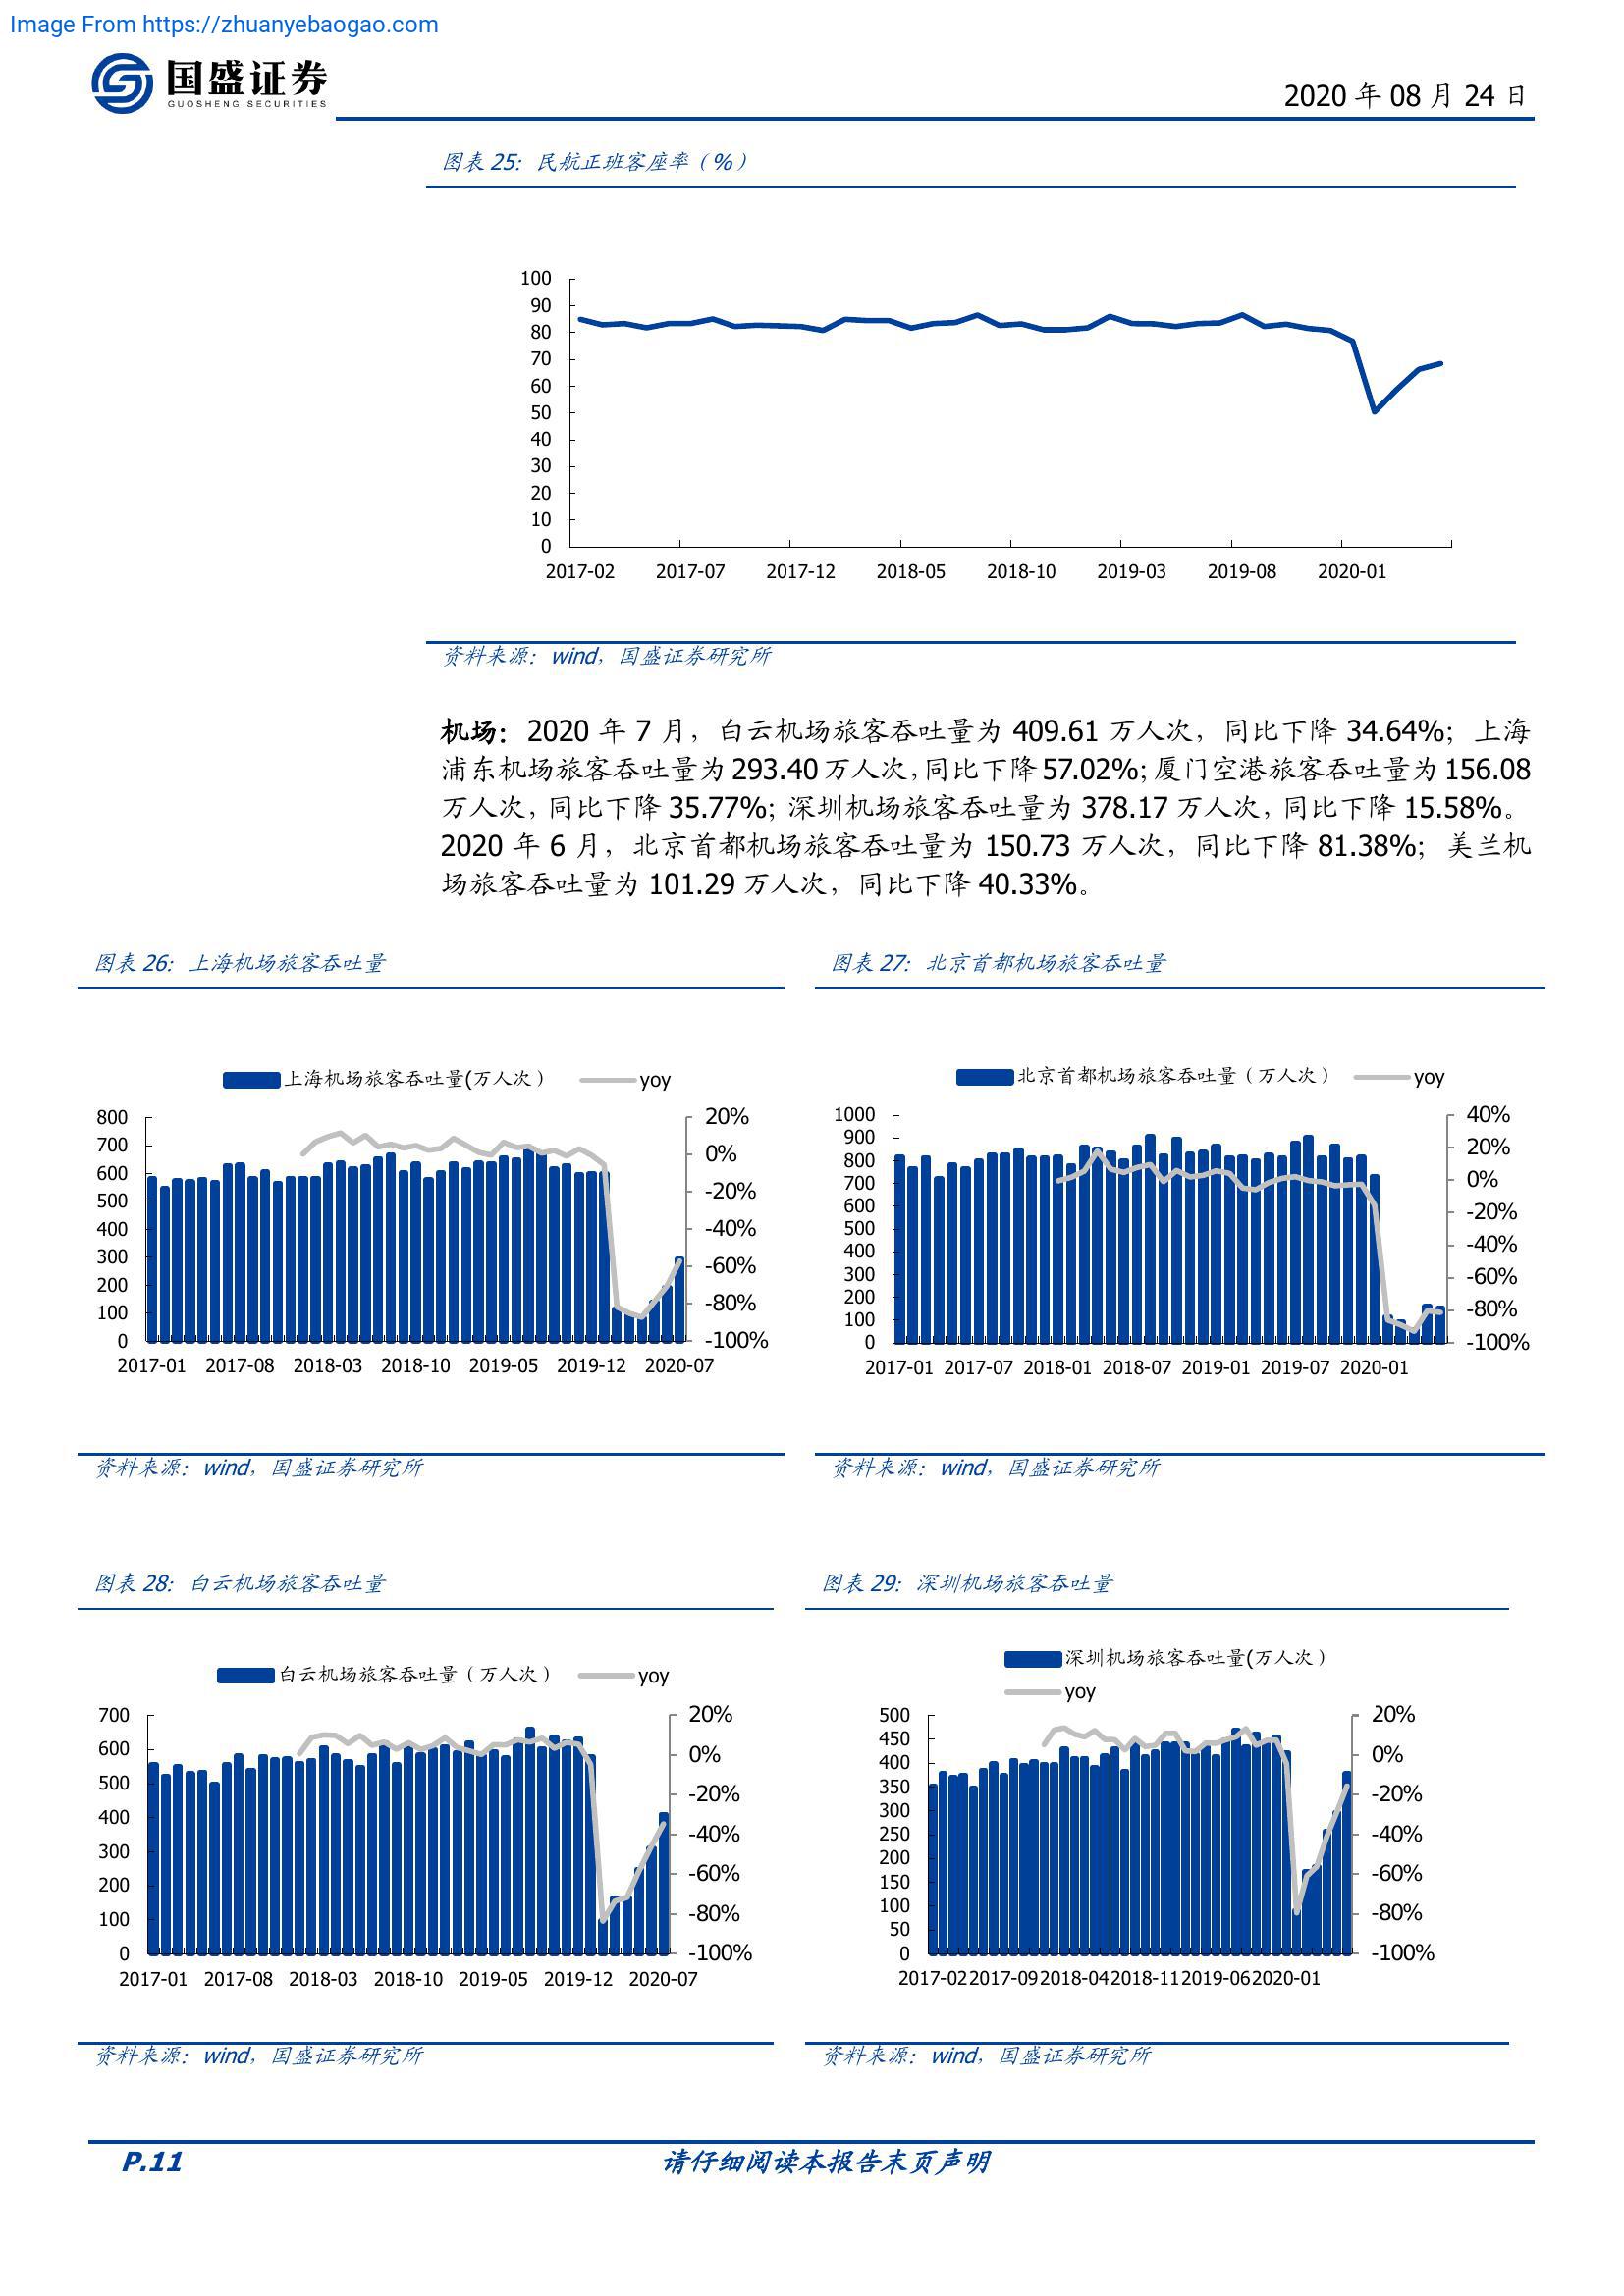 Image From https://zhuanyebaogao.com
国盛证券
GUOSHENG SECURITIES
2020 年 08 月 24 日
图表 25：民航正班客座率（%）
100
90
80
70
60
50
40
30
20
10
0
2017-02 2017-07 2017-12 2018-05 2018-10 2019-03 2019-08 2020-01
资料来源：wind，国盛证券研究所
机场：2020 年 7 月，白云机场旅客吞吐量为 409.61 万人次，同比下降 34.64%；上海
浦东机场旅客吞吐量为 293.40 万人次，同比下降 57.02%；厦门空港旅客吞吐量为 156.08
万人次，同比下降 35.77%；深圳机场旅客吞吐量为 378.17 万人次，同比下降 15.58%。
2020 年 6 月，北京首都机场旅客吞吐量为 150.73 万人次，同比下降 81.38%；美兰机
场旅客吞吐量为 101.29 万人次，同比下降 40.33%。
图表 26：上海机场旅客吞吐量
上海机场旅客吞吐量(万人次） yoy
800
700
600
500
400
300
200
100
0
20%
0%
-20%
-40%
-60%
-80%
-100%
2017-01 2017-08 2018-03 2018-10 2019-05 2019-12 2020-07
资料来源：wind，国盛证券研究所
图表 27：北京首都机场旅客吞吐量
北京首都机场旅客吞吐量（万人次） yoy
1000
900
800
700
600
500
400
300
200
100
0
40%
20%
0%
-20%
-40%
-60%
-80%
-100%
2017-01 2017-07 2018-01 2018-07 2019-01 2019-07 2020-01
资料来源：wind，国盛证券研究所
图表 28：白云机场旅客吞吐量
白云机场旅客吞吐量（万人次） yoy
700
600
500
400
300
200
100
0
20%
0%
-20%
-40%
-60%
-80%
-100%
2017-01 2017-08 2018-03 2018-10 2019-05 2019-12 2020-07
资料来源：wind，国盛证券研究所
图表 29：深圳机场旅客吞吐量
深圳机场旅客吞吐量(万人次）
yoy
500
450
400
350
300
250
200
150
100
50
0
20%
0%
-20%
-40%
-60%
-80%
-100%
2017-02 2017-09 2018-04 2018-11 2019-06 2020-01
资料来源：wind，国盛证券研究所
P.11
请仔细阅读本报告末页声明